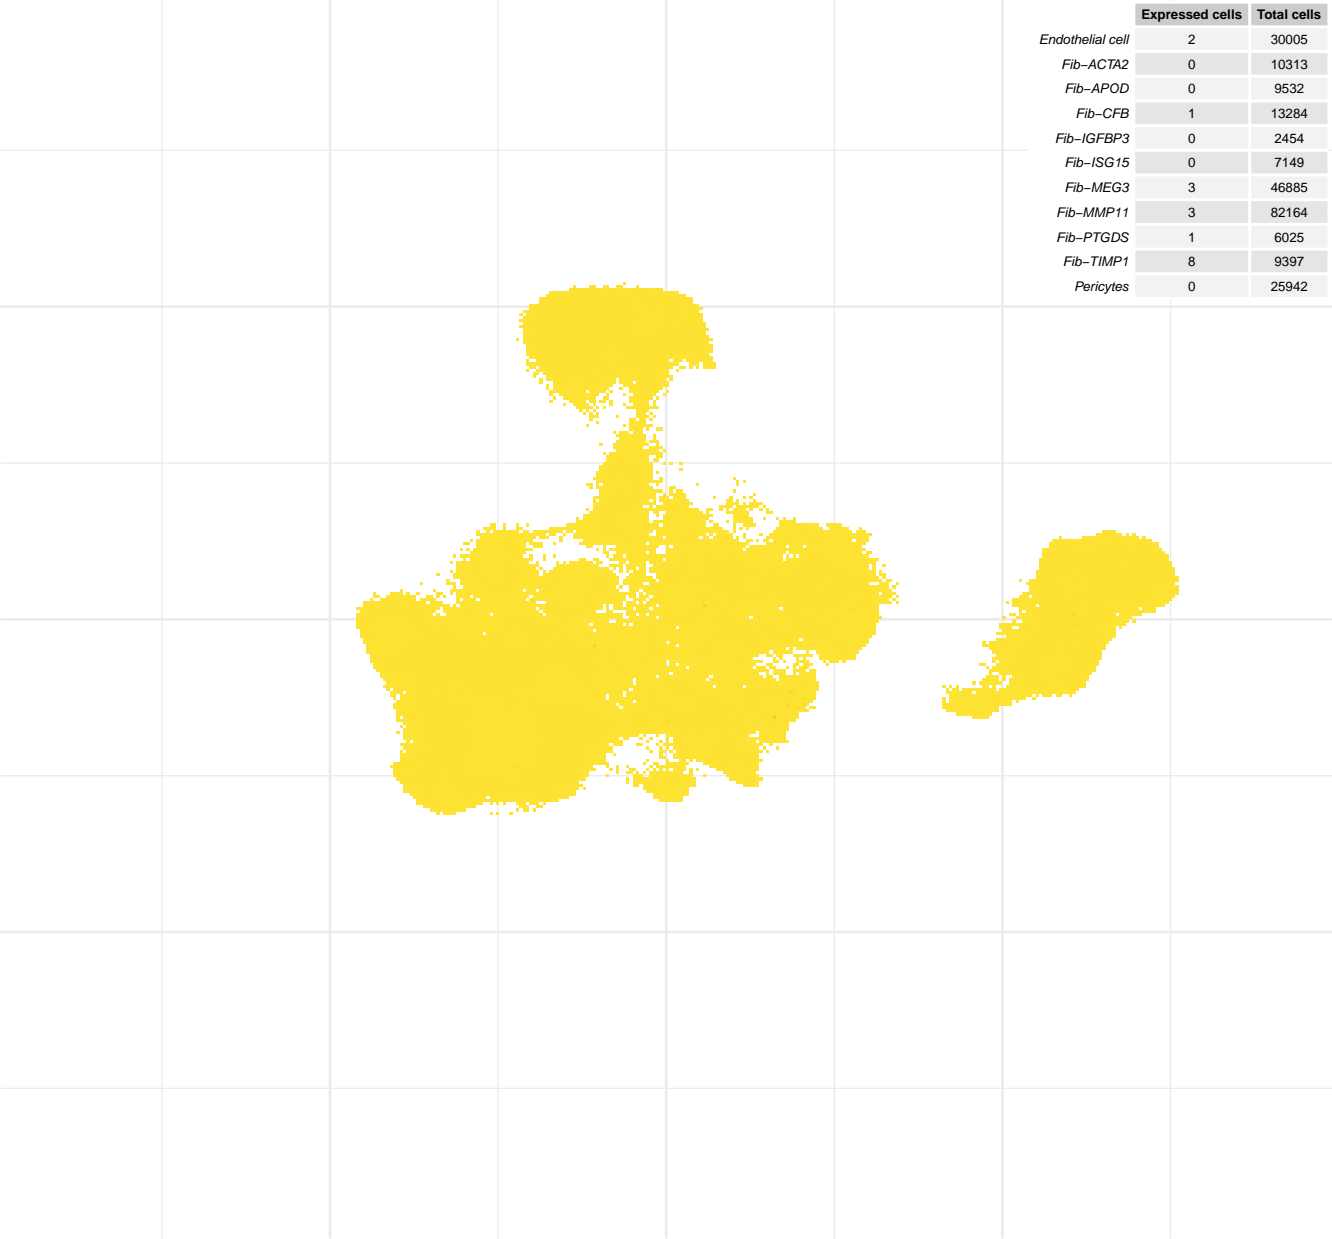 Expressed cells Total cells
Endothelial cell 2 30005
Fib−ACTA2 0 10313
Fib−APOD 0 9532
Fib−CFB 1 13284
Fib−IGFBP3 0 2454
Fib−ISG15 0 7149
Fib−MEG3 3 46885
Fib−MMP11 3 82164
Fib−PTGDS 1 6025
Fib−TIMP1 8 9397
Pericytes 0 25942